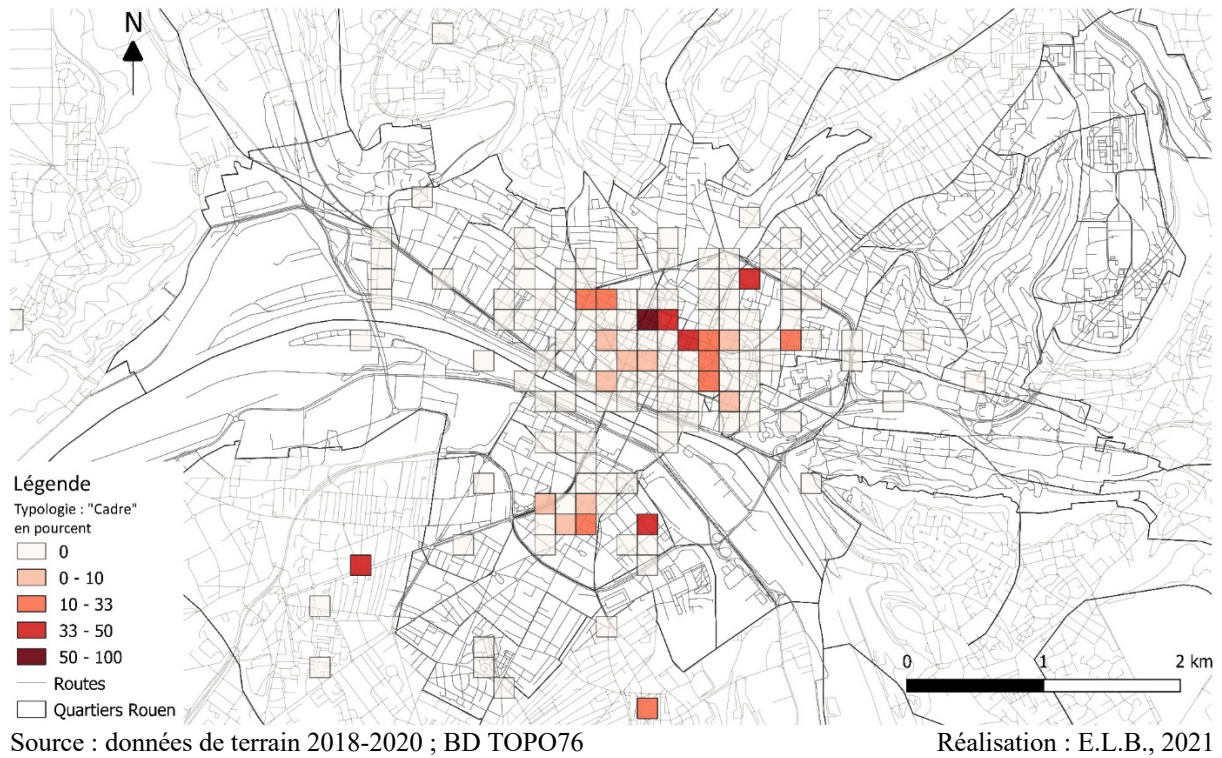 N
Légende
Typologie : "Cadre"
en pourcent
0
0 - 10
10 - 33
33 - 50
50 - 100
Routes
Quartiers Rouen
0 1 2 km
Source : données de terrain 2018-2020 ; BD TOPO76 Réalisation : E.L.B., 2021